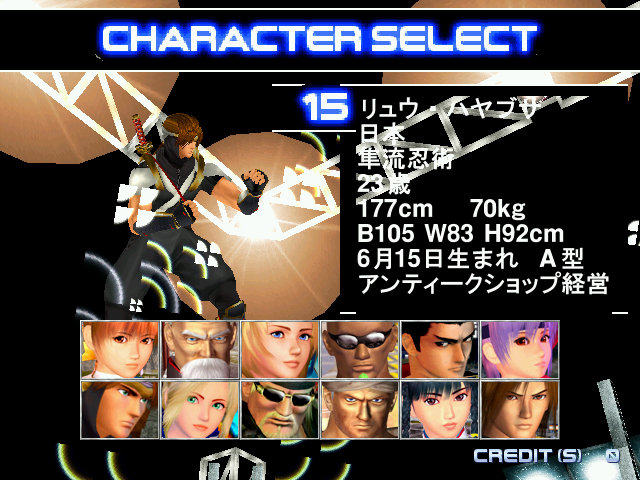 CHARACTER SELECT
15
リュウ・ハヤブサ
日本
隼流忍術
23歳
177cm 70kg
B105 W83 H92cm
6月15日生まれ A型
アンティークショップ経営
CREDIT(S) 0